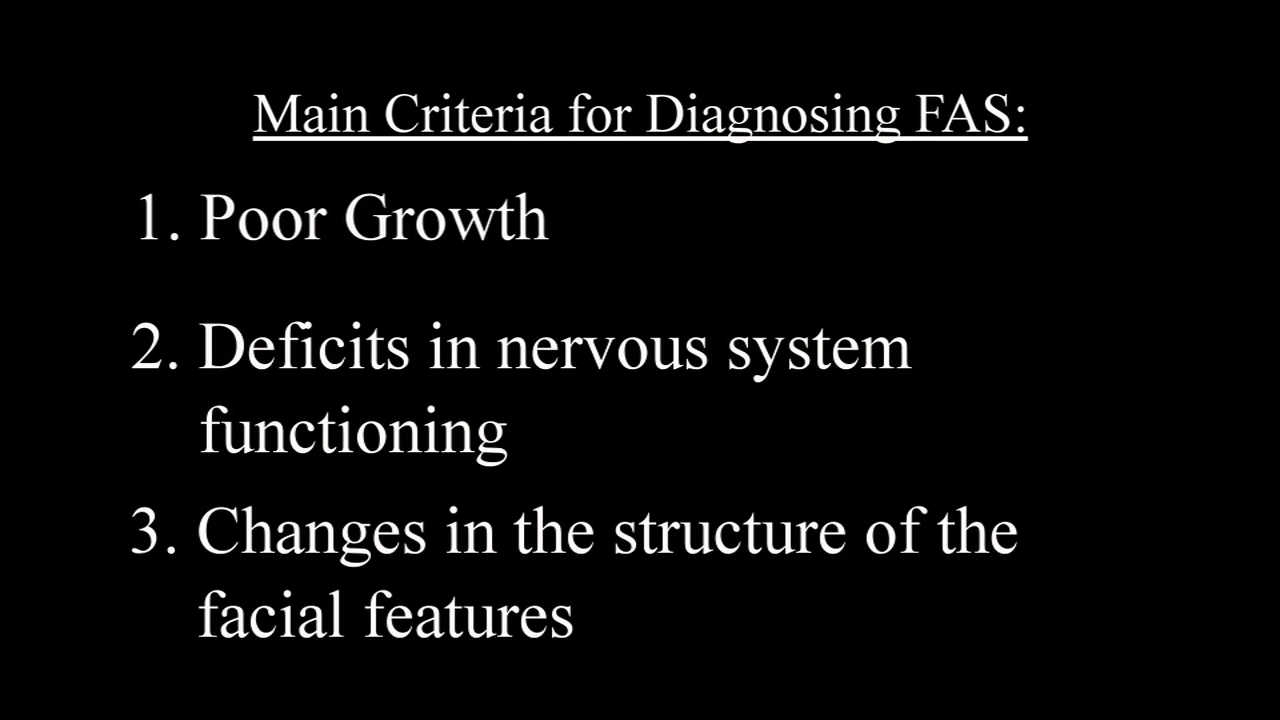 Main Criteria for Diagnosing FAS:
1. Poor Growth
2. Deficits in nervous system
functioning
3. Changes in the structure of the
facial features